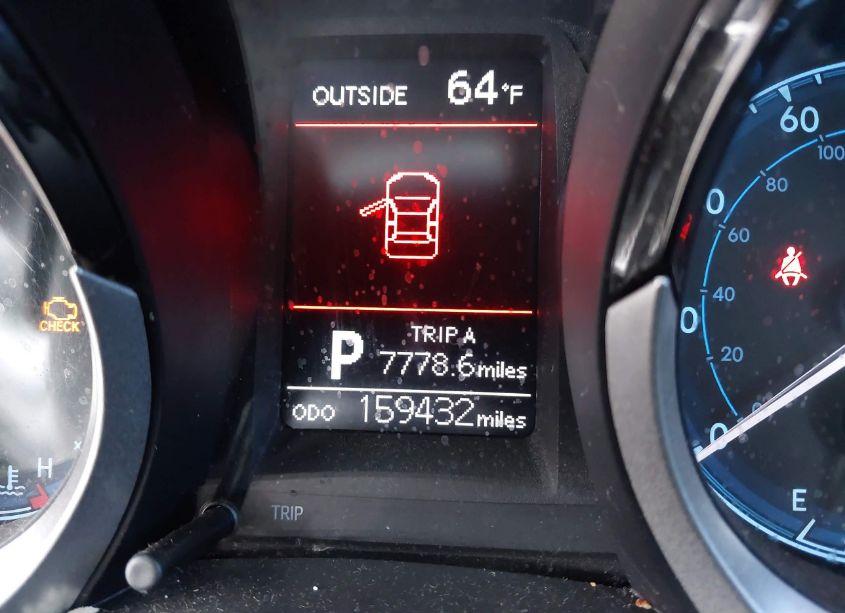 OUTSIDE 64°F
60
100
80
0
60
40
0
20
0
0
CHECK
P TRIP A
7778.6 miles
ODO 159432 miles
H
E
TRIP